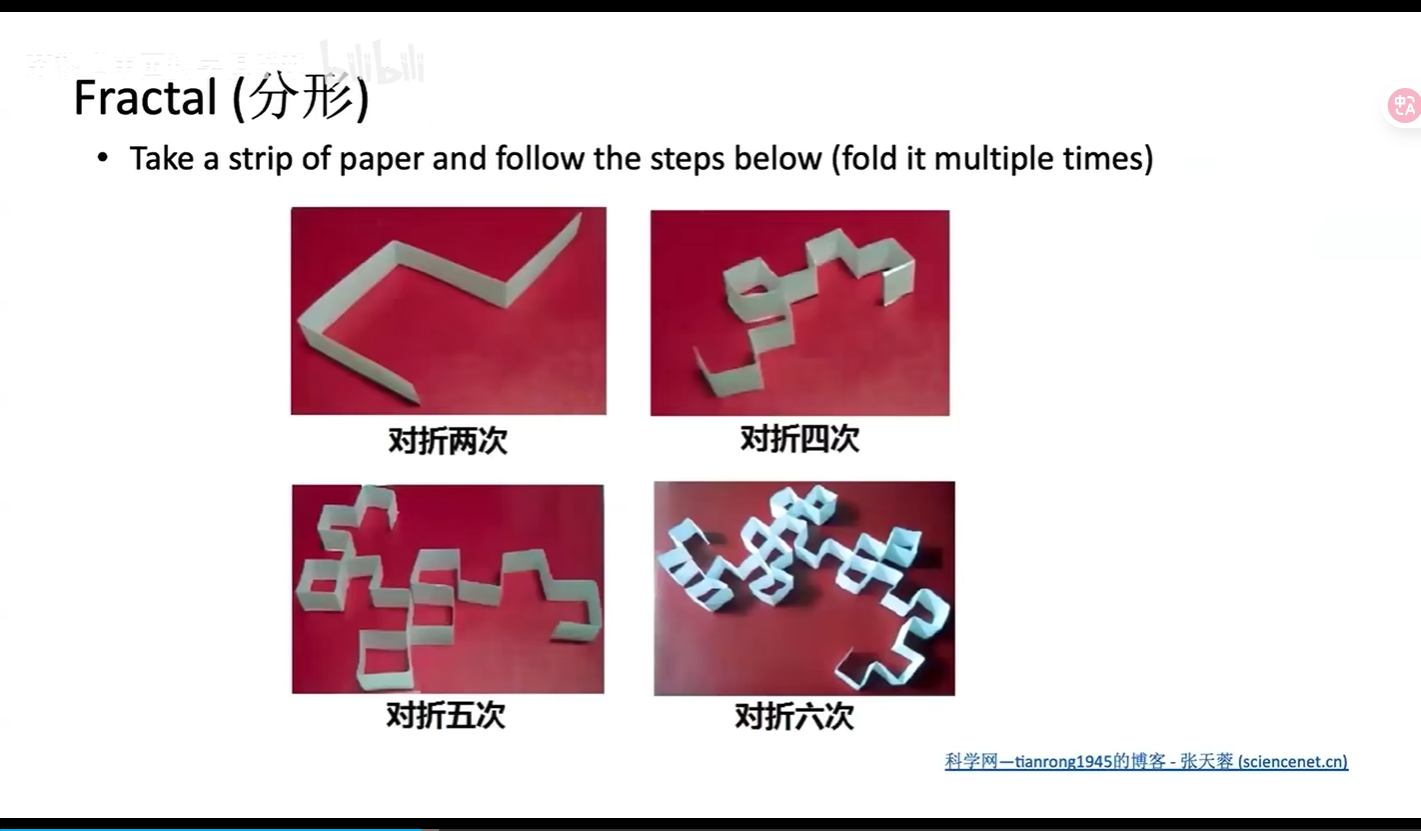 bilibili
Fractal (分形)
• Take a strip of paper and follow the steps below (fold it multiple times)
对折两次
对折四次
对折五次
对折六次
科学网—tianrong1945的博客 - 张天蓉 (sciencenet.cn)